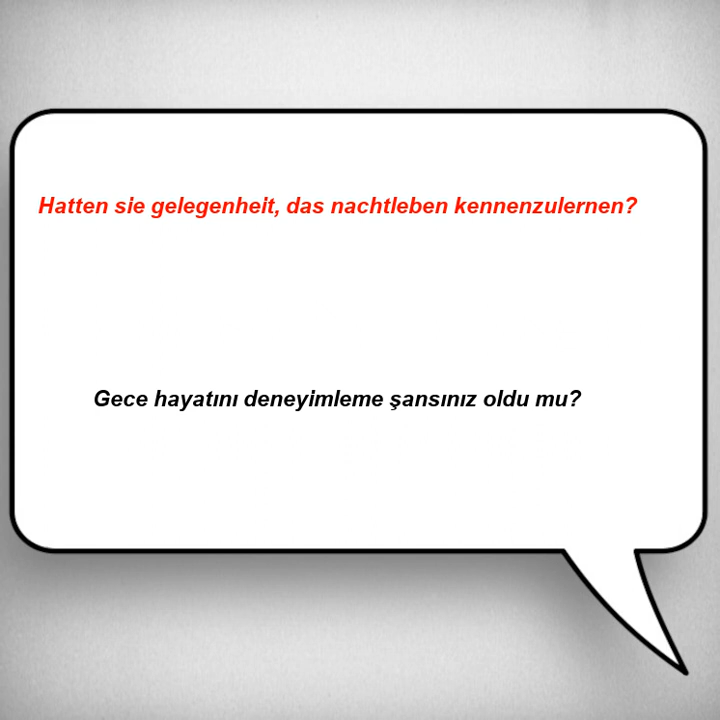 Hatten sie gelegenheit, das nachtleben kennenzulernen?
Gece hayatını deneyimleme şansınız oldu mu?